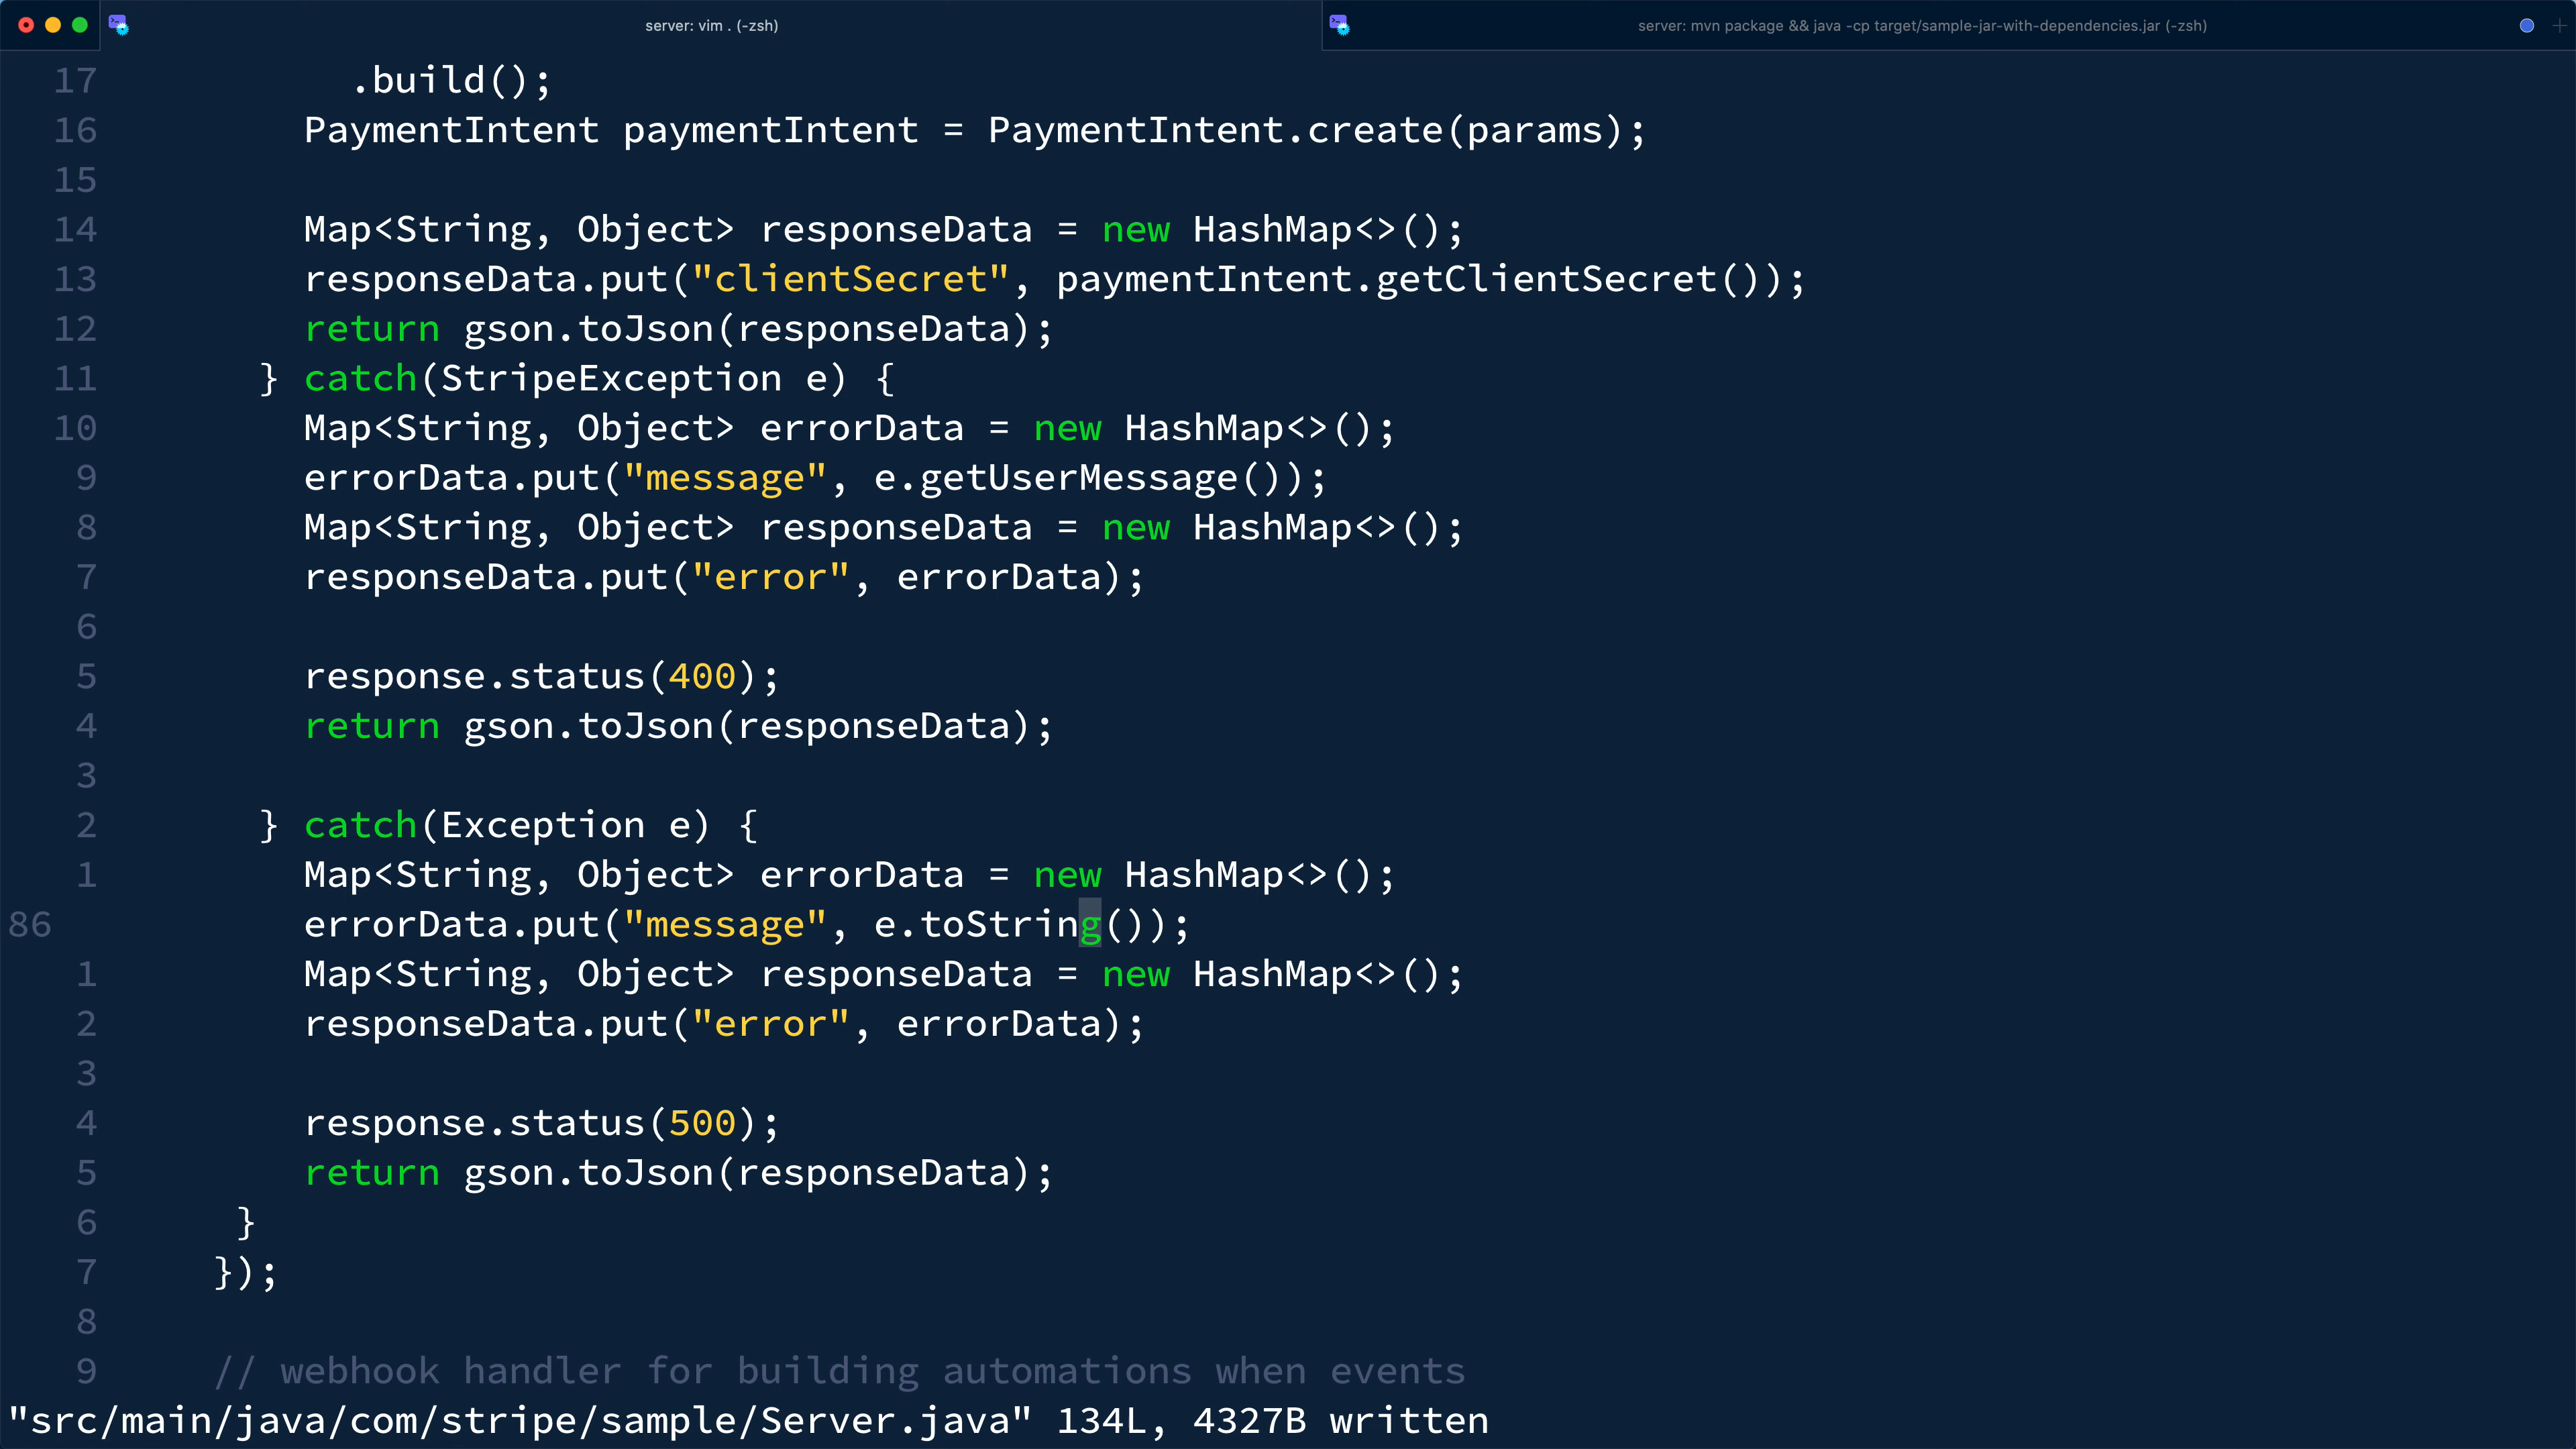 server: vim . (-zsh)
server: mvn package && java -cp target/sample-jar-with-dependencies.jar (-zsh)
17 .build();
16 PaymentIntent paymentIntent = PaymentIntent.create(params);
15
14 Map<String, Object> responseData = new HashMap<>();
13 responseData.put("clientSecret", paymentIntent.getClientSecret());
12 return gson.toJson(responseData);
11 } catch(StripeException e) {
10 Map<String, Object> errorData = new HashMap<>();
9 errorData.put("message", e.getUserMessage());
8 Map<String, Object> responseData = new HashMap<>();
7 responseData.put("error", errorData);
6
5 response.status(400);
4 return gson.toJson(responseData);
3
2 } catch(Exception e) {
1 Map<String, Object> errorData = new HashMap<>();
86 errorData.put("message", e.toString());
1 Map<String, Object> responseData = new HashMap<>();
2 responseData.put("error", errorData);
3
4 response.status(500);
5 return gson.toJson(responseData);
6 }
7 });
8
9 // webhook handler for building automations when events
"src/main/java/com/stripe/sample/Server.java" 134L, 4327B written